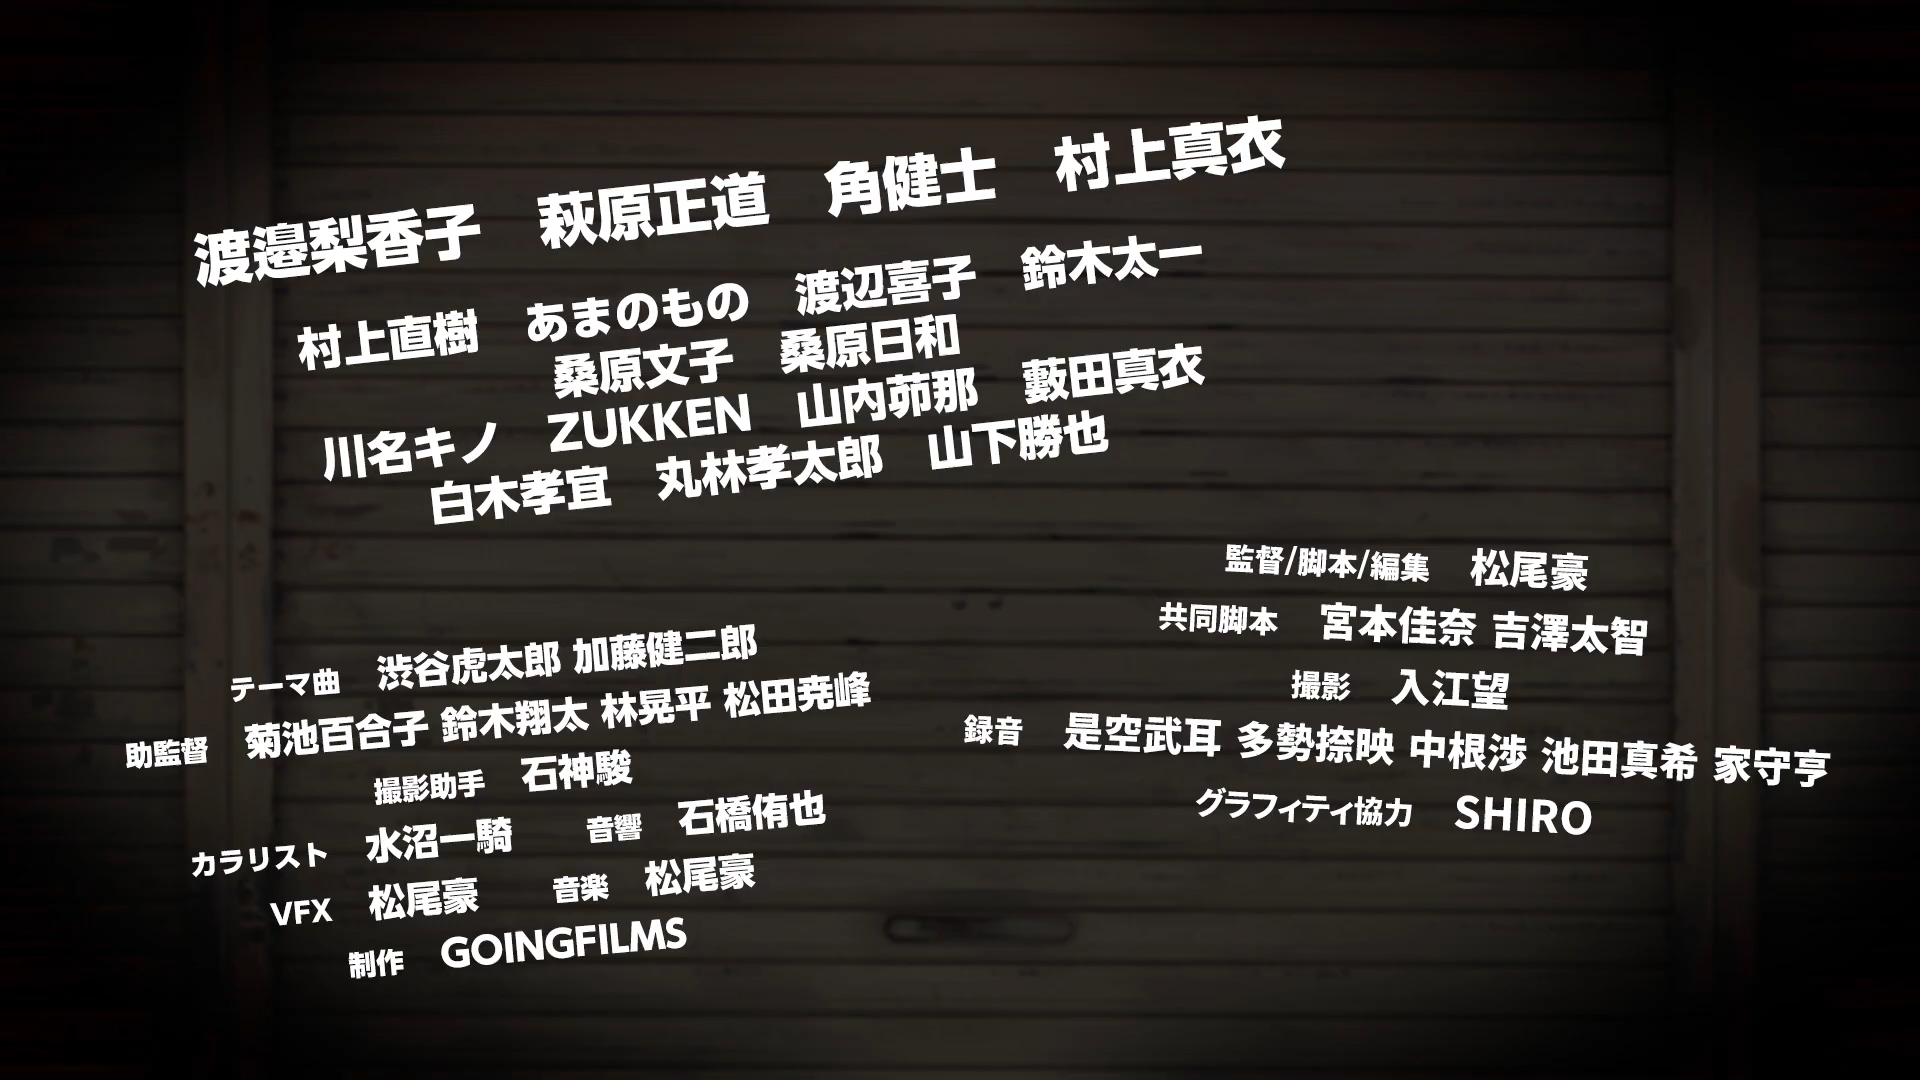 渡邉梨香子　萩原正道　角健士　村上真衣
村上直樹　あまのもの　渡辺喜子　鈴木太一
桑原文子　桑原日和
川名キノ　ZUKKEN　山内茆那　藪田真衣
白木孝宜　丸林孝太郎　山下勝也
テーマ曲　渋谷虎太郎 加藤健二郎
助監督　菊池百合子 鈴木翔太 林晃平 松田尭峰
撮影助手　石神駿
カラリスト　水沼一騎　音響　石橋侑也
VFX　松尾豪　音楽　松尾豪
制作　GOINGFILMS
監督/脚本/編集　松尾豪
共同脚本　宮本佳奈 吉澤太智
撮影　入江望
録音　是空武耳 多勢捺映 中根渉 池田真希 家守亨
グラフィティ協力　SHIRO